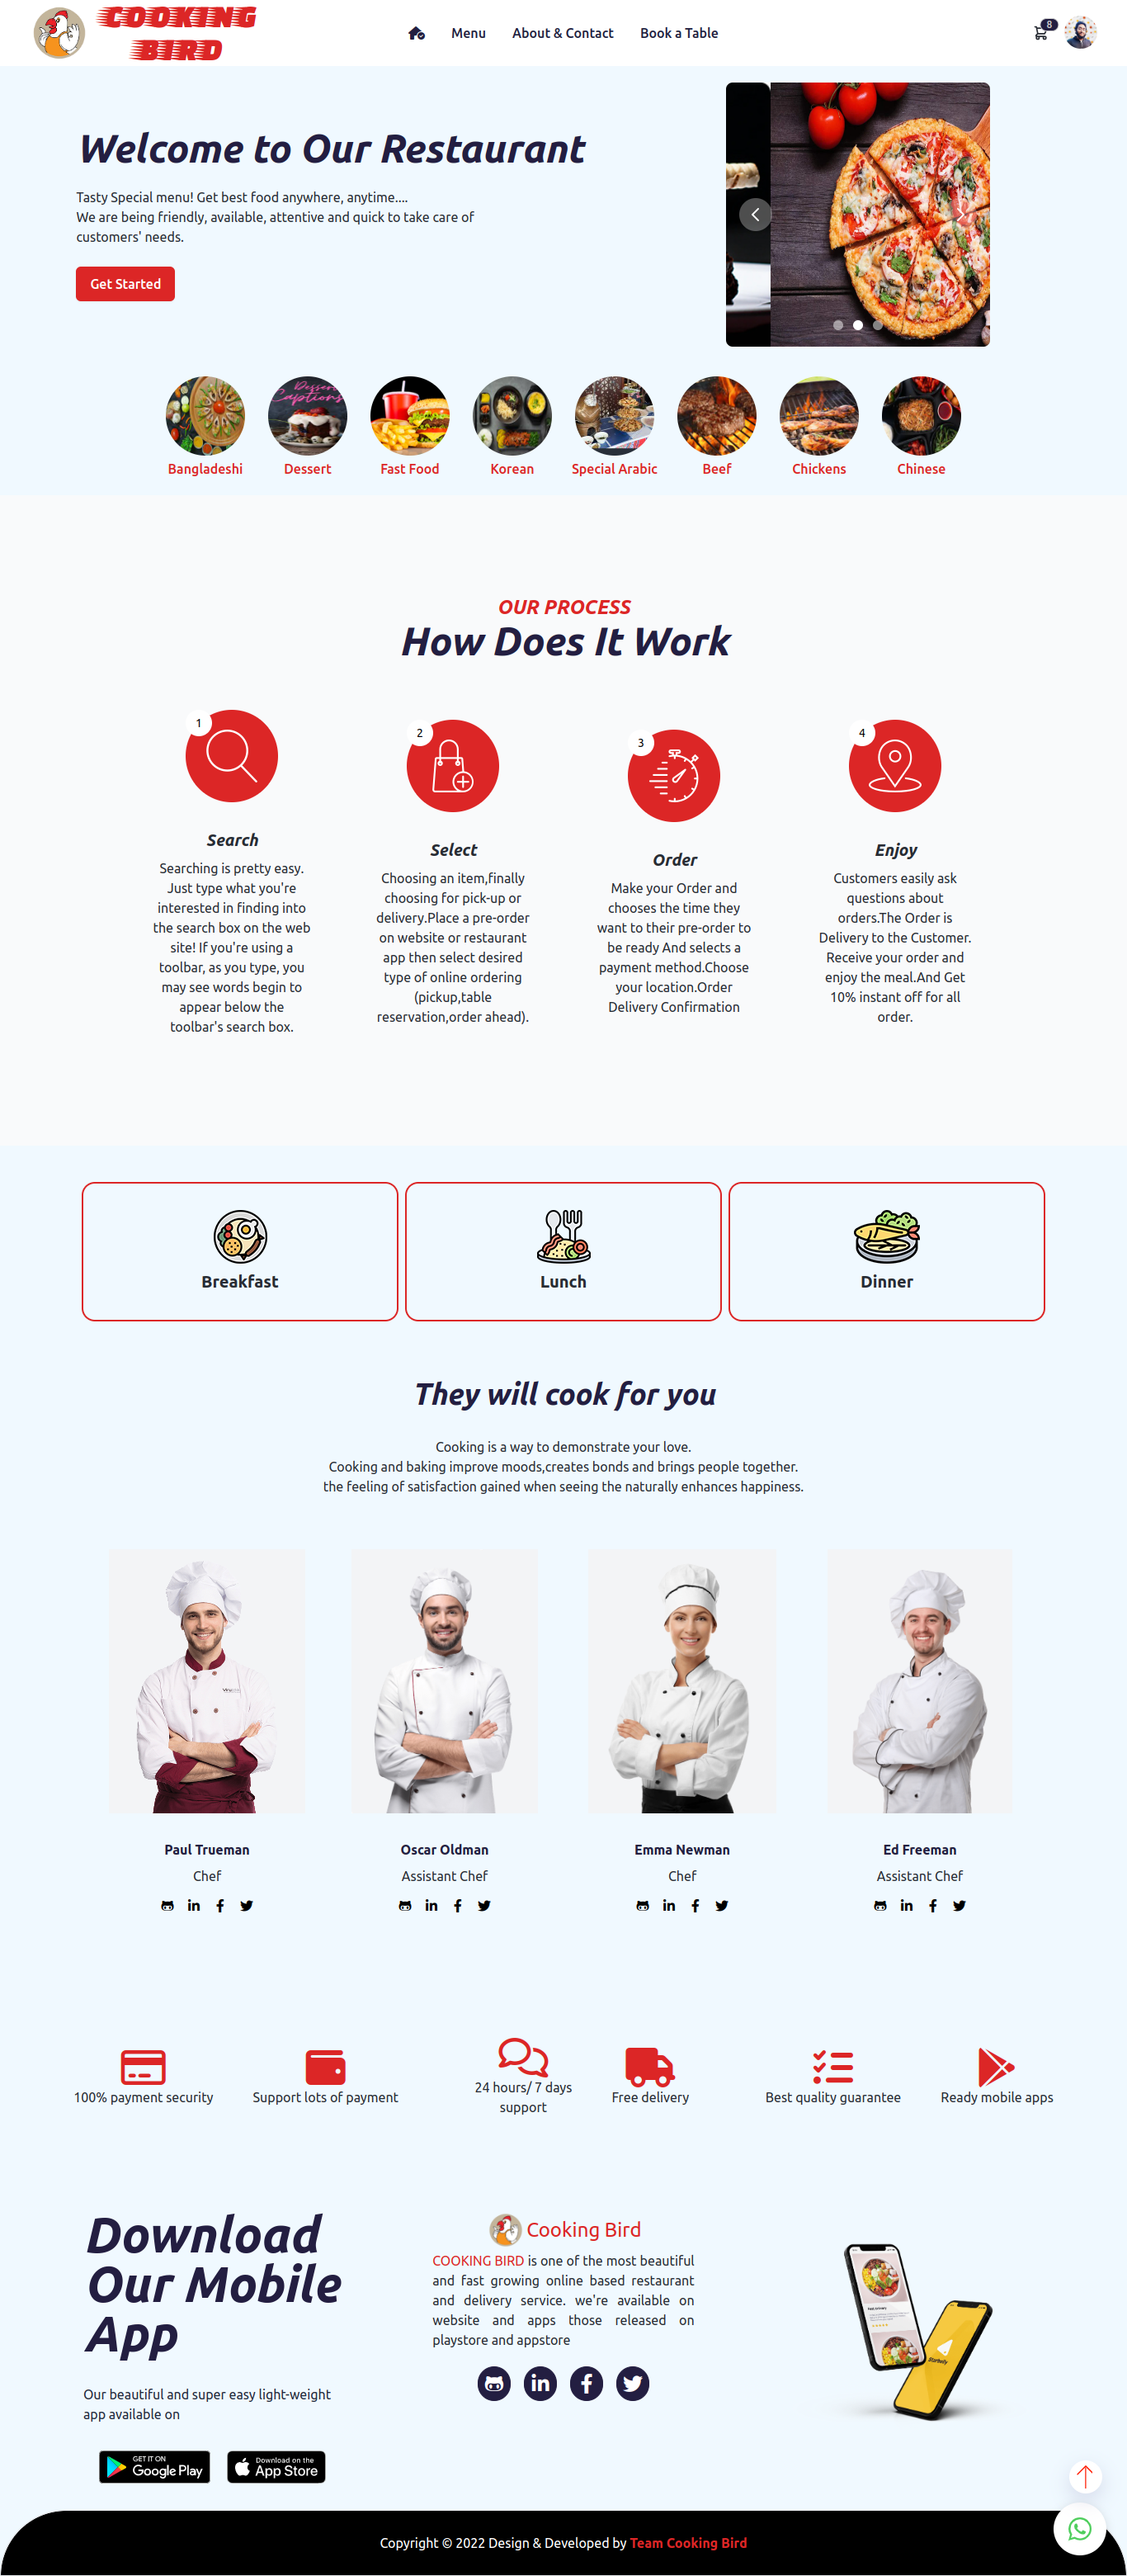 COOKING
BIRD
Menu
About & Contact
Book a Table
8
Welcome to Our Restaurant
Tasty Special menu! Get best food anywhere, anytime....
We are being friendly, available, attentive and quick to take care of
customers' needs.
Get Started
Dessert
Captions
Bangladeshi
Dessert
Fast Food
Korean
Special Arabic
Beef
Chickens
Chinese
OUR PROCESS
How Does It Work
1
Search
Searching is pretty easy.
Just type what you're
interested in finding into
the search box on the web
site! If you're using a
toolbar, as you type, you
may see words begin to
appear below the
toolbar's search box.
2
Select
Choosing an item,finally
choosing for pick-up or
delivery.Place a pre-order
on website or restaurant
app then select desired
type of online ordering
(pickup,table
reservation,order ahead).
3
Order
Make your Order and
chooses the time they
want to their pre-order to
be ready And selects a
payment method.Choose
your location.Order
Delivery Confirmation
4
Enjoy
Customers easily ask
questions about
orders.The Order is
Delivery to the Customer.
Receive your order and
enjoy the meal.And Get
10% instant off for all
order.
Breakfast
Lunch
Dinner
They will cook for you
Cooking is a way to demonstrate your love.
Cooking and baking improve moods,creates bonds and brings people together.
the feeling of satisfaction gained when seeing the naturally enhances happiness.
Paul Trueman
Chef
Oscar Oldman
Assistant Chef
Emma Newman
Chef
Ed Freeman
Assistant Chef
100% payment security
Support lots of payment
24 hours/ 7 days
support
Free delivery
Best quality guarantee
Ready mobile apps
Download
Our Mobile
App
Our beautiful and super easy light-weight
app available on
GET IT ON
Google Play
Download on the
App Store
Cooking Bird
COOKING BIRD is one of the most beautiful
and fast growing online based restaurant
and delivery service. we're available on
website and apps those released on
playstore and appstore
Copyright © 2022 Design & Developed by Team Cooking Bird